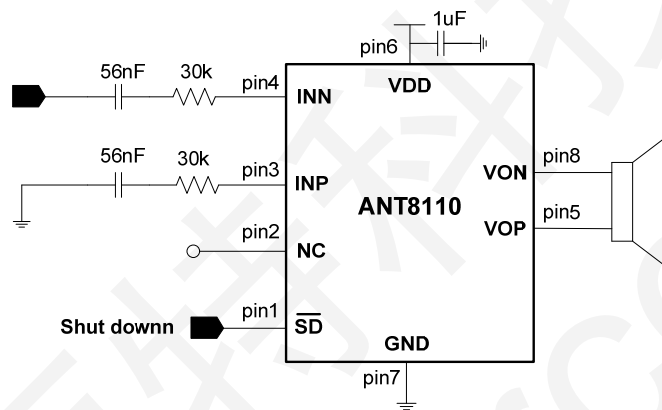 1uF
pin6
56nF 30k pin4
INN
VDD
56nF 30k pin3
INP
VON pin8
ANT8110
pin2
NC
VOP pin5
Shut downn pin1
SD
GND
pin7